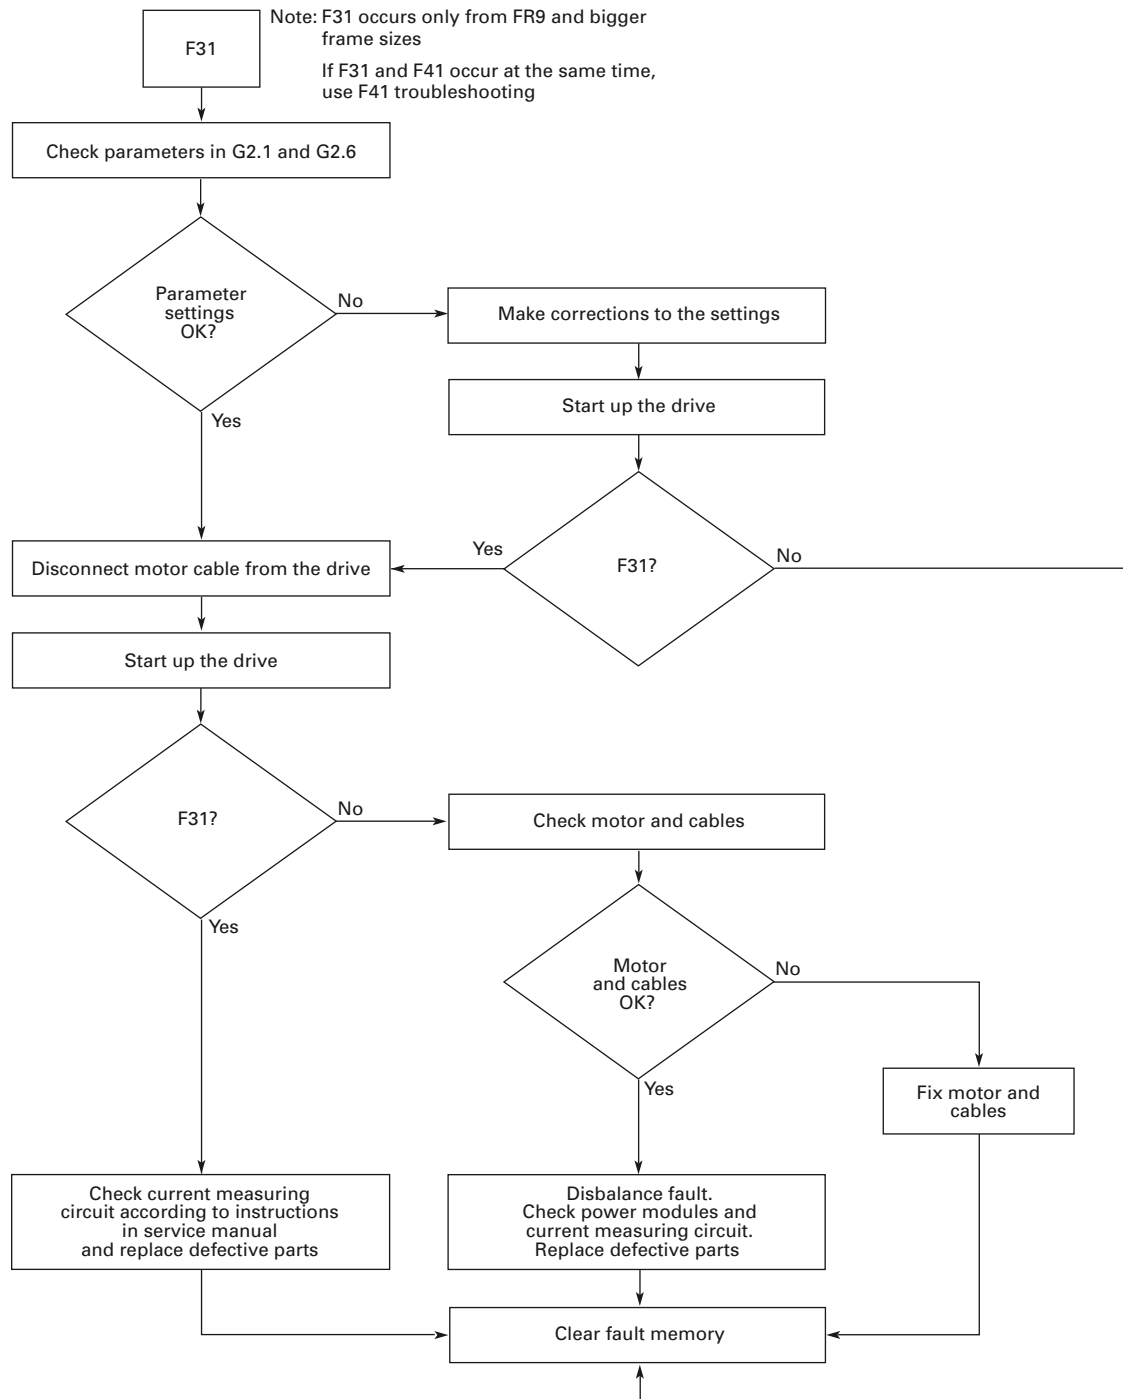 F31
Note: F31 occurs only from FR9 and bigger
frame sizes
If F31 and F41 occur at the same time,
use F41 troubleshooting
Check parameters in G2.1 and G2.6
Parameter
settings
OK?
No
Make corrections to the settings
Start up the drive
Yes
F31?
Yes
No
Disconnect motor cable from the drive
Start up the drive
F31?
No
Check motor and cables
Yes
Motor
and cables
OK?
No
Yes
Fix motor and
cables
Check current measuring
circuit according to instructions
in service manual
and replace defective parts
Disbalance fault.
Check power modules and
current measuring circuit.
Replace defective parts
Clear fault memory